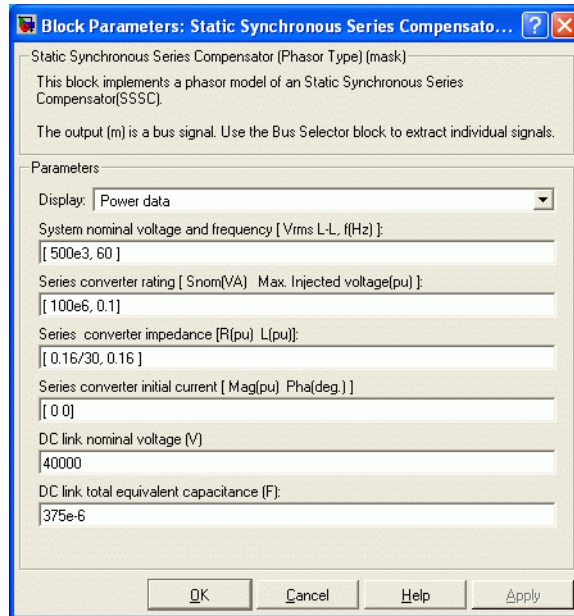 Block Parameters: Static Synchronous Series Compensato...
Static Synchronous Series Compensator (Phasor Type) (mask)
This block implements a phasor model of an Static Synchronous Series
Compensator(SSSC).
The output (m) is a bus signal. Use the Bus Selector block to extract individual signals.
Parameters
Display: Power data
System nominal voltage and frequency [ Vrms L-L, f(Hz) ]:
[ 500e3, 60 ]
Series converter rating [ Snom(VA) Max. Injected voltage(pu) ]:
[ 100e6, 0.1]
Series converter impedance [R(pu) L(pu)]:
[ 0.16/30, 0.16 ]
Series converter initial current [ Mag(pu) Pha(deg.) ]
[ 0 0]
DC link nominal voltage (V)
40000
DC link total equivalent capacitance (F):
375e-6
OK Cancel Help Apply